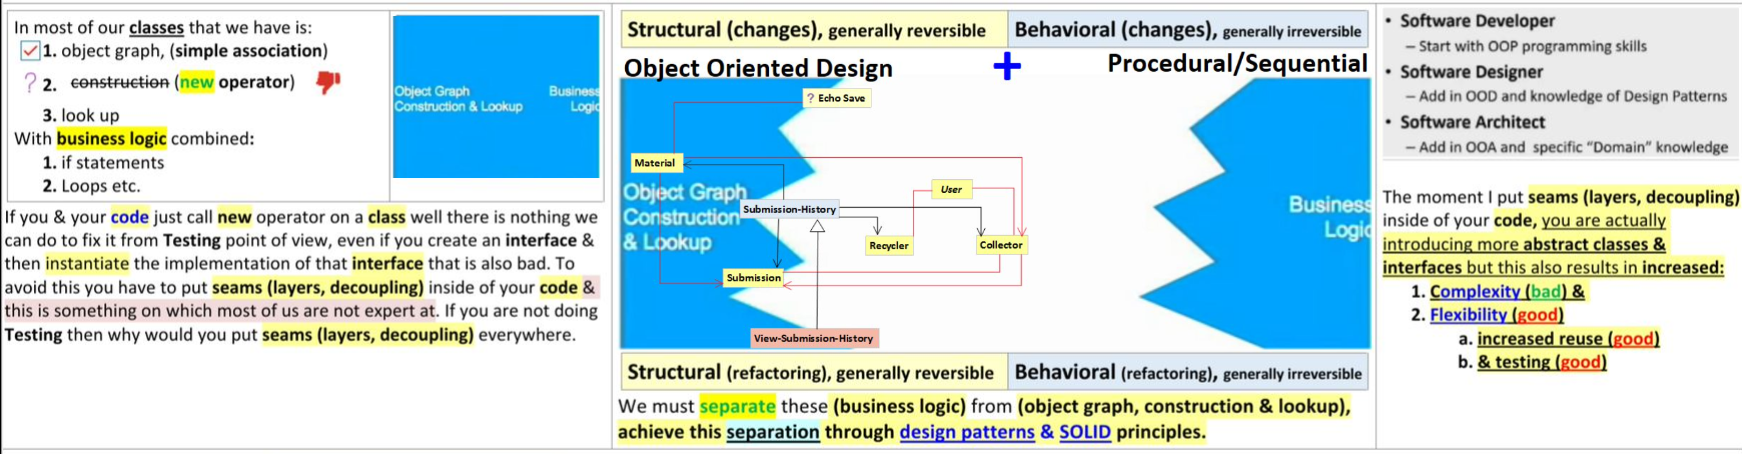 In most of our classes that we have is:
1. object graph, (simple association)
? 2. construction (new operator)
3. look up
With business logic combined:
1. if statements
2. Loops etc.
Object Graph
Construction & Lookup
Business
Logic
If you & your code just call new operator on a class well there is nothing we
can do to fix it from Testing point of view, even if you create an interface &
then instantiate the implementation of that interface that is also bad. To
avoid this you have to put seams (layers, decoupling) inside of your code &
this is something on which most of us are not expert at. If you are not doing
Testing then why would you put seams (layers, decoupling) everywhere.
Structural (changes), generally reversible
Behavioral (changes), generally irreversible
Object Oriented Design
+
Procedural/Sequential
? Echo Save
Material
Object Graph
Construction
& Lookup
User
Submission-History
Recycler
Collector
Submission
View-Submission-History
Business
Logic
Structural (refactoring), generally reversible
Behavioral (refactoring), generally irreversible
We must separate these (business logic) from (object graph, construction & lookup),
achieve this separation through design patterns & SOLID principles.
• Software Developer
– Start with OOP programming skills
• Software Designer
– Add in OOD and knowledge of Design Patterns
• Software Architect
– Add in OOA and specific “Domain” knowledge
The moment I put seams (layers, decoupling)
inside of your code, you are actually
introducing more abstract classes &
interfaces but this also results in increased:
1. Complexity (bad) &
2. Flexibility (good)
a. increased reuse (good)
b. & testing (good)